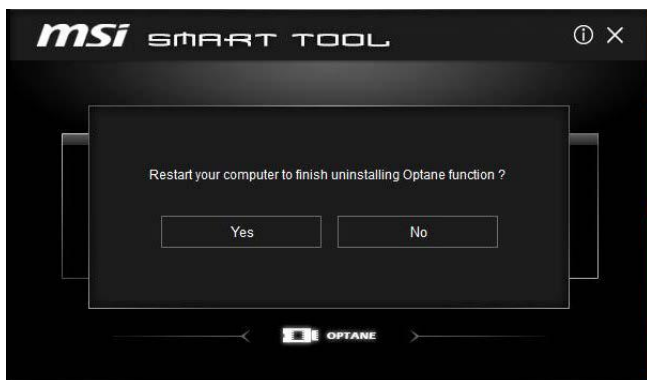 msi SMART TOOL
Restart your computer to finish uninstalling Optane function ?
Yes No
OPTANE